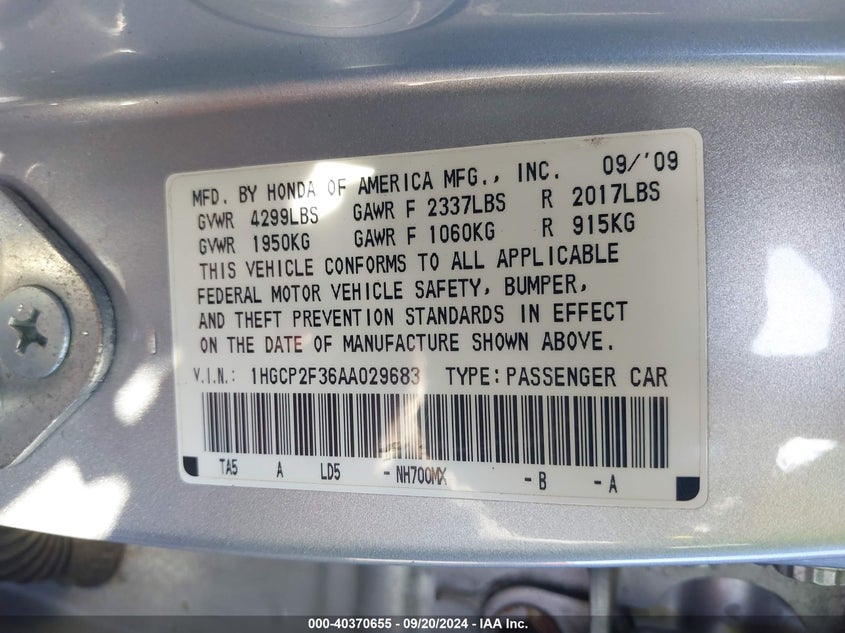 MFD. BY HONDA OF AMERICA MFG., INC. 09/'09
GVWR 4299LBS GAWR F 2337LBS R 2017LBS
GVWR 1950KG GAWR F 1060KG R 915KG
THIS VEHICLE CONFORMS TO ALL APPLICABLE
FEDERAL MOTOR VEHICLE SAFETY, BUMPER,
AND THEFT PREVENTION STANDARDS IN EFFECT
ON THE DATE OF MANUFACTURE SHOWN ABOVE.
V.I.N.: 1HGCP2F36AA029683 TYPE: PASSENGER CAR
TA5 A LD5 -NH700MX -B -A
000-40370655 - 09/20/2024 - IAA Inc.